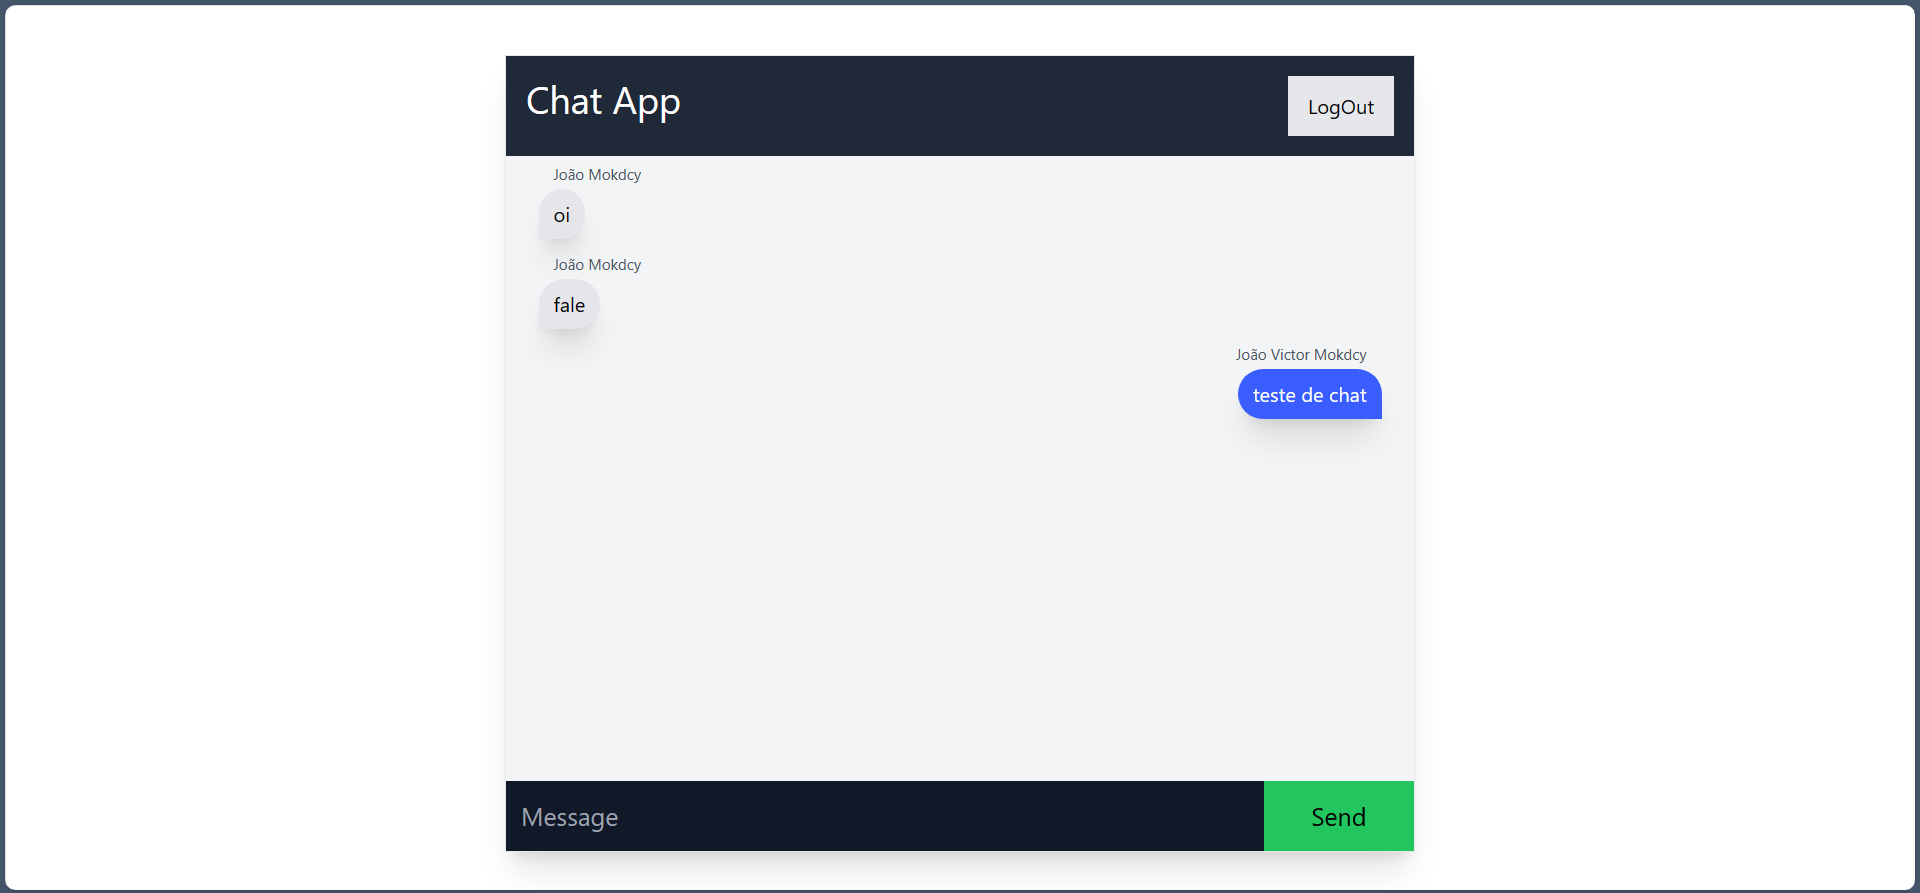 Chat App
LogOut
João Mokdcy
oi
João Mokdcy
fale
João Victor Mokdcy
teste de chat
Message
Send